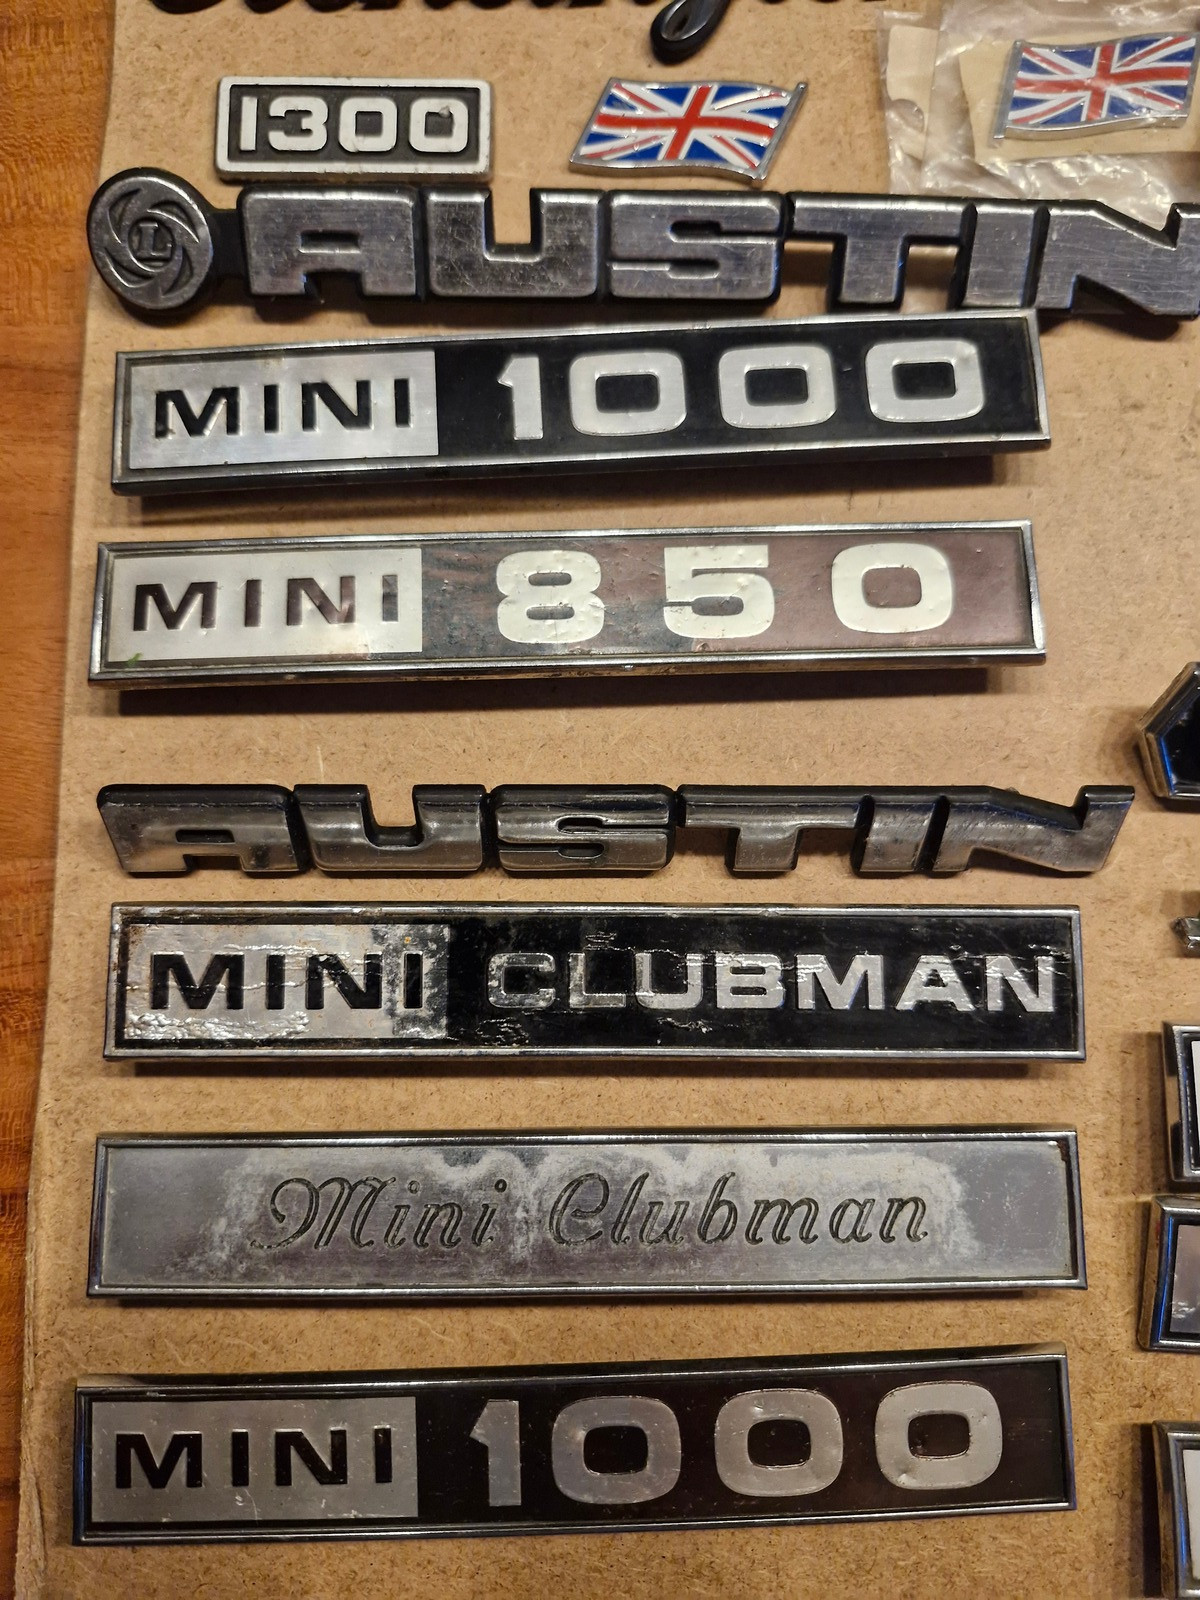 1300
L AUSTIN
MINI 1000
MINI 850
AUSTIN
MINI CLUBMAN
Mini Clubman
MINI 1000